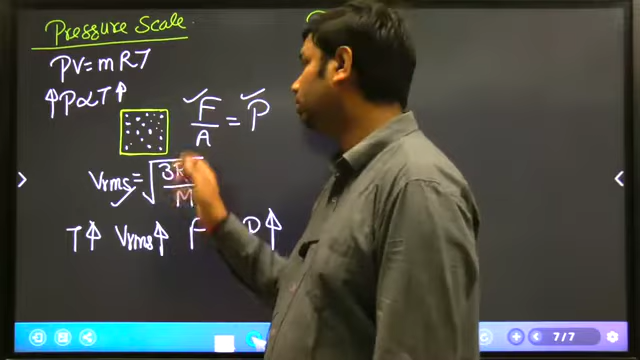 Pressure Scale
PV = mRT
↑P∝T↑
F/A = P
Vrms = √3R/M
T↑ Vrms↑ F P↑
7/7